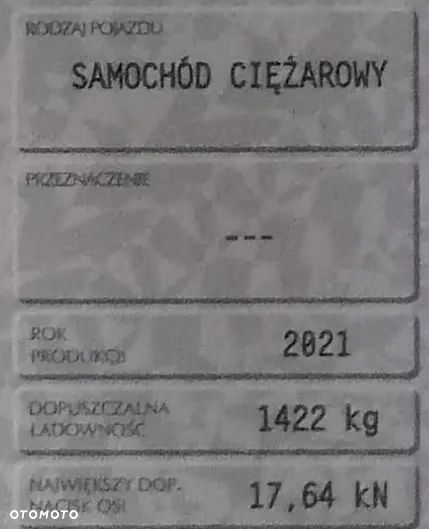 RODZAJ POJAZDU
SAMOCHÓD CIĘŻAROWY
PRZEZNACZENIE
---
ROK
PRODUKCJI
2021
DOPUSZCZALNA
ŁADOWNOŚĆ
1422 kg
NAJWIĘKSZY DOP.
NACISK OSI
17,64 kN
OTOMOTO